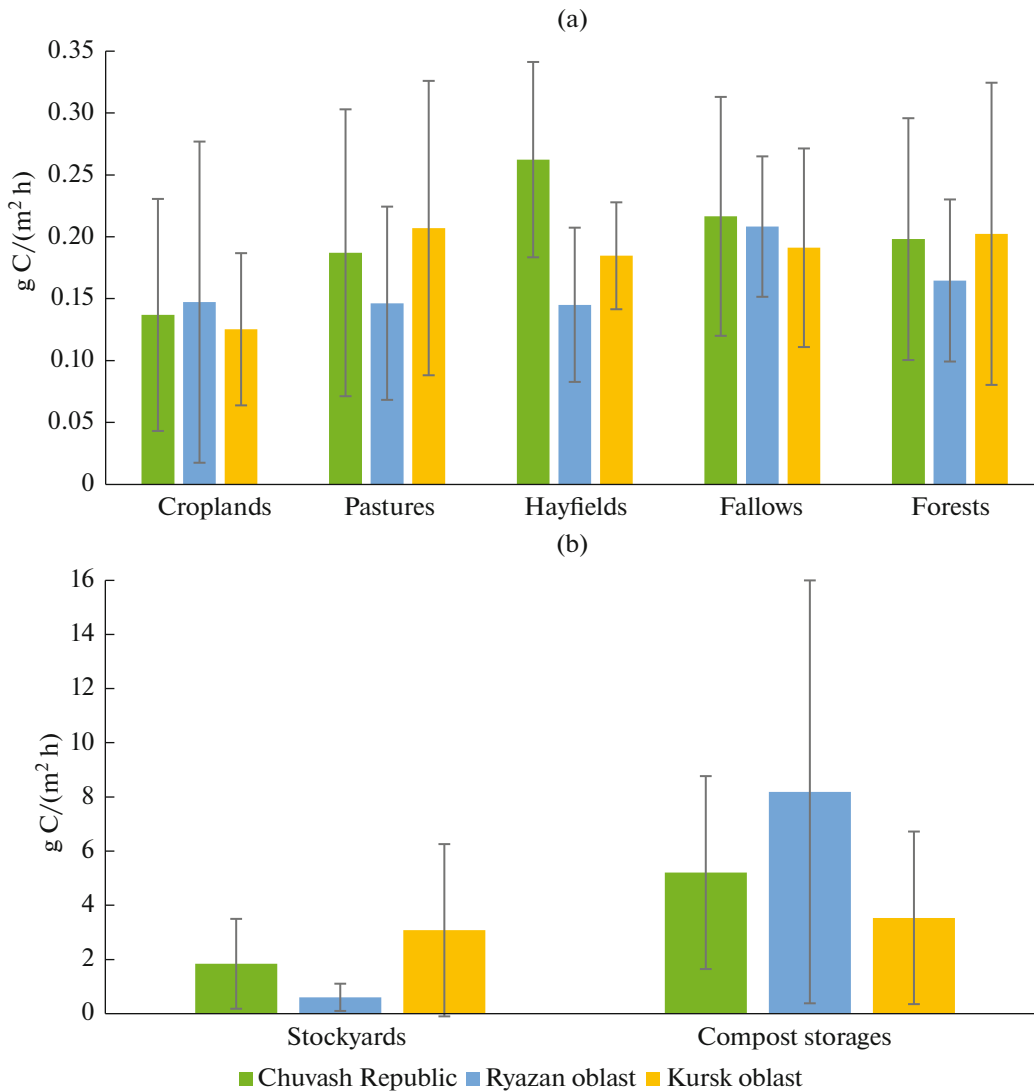 (a)
g C/(m² h)
0.35
0.30
0.25
0.20
0.15
0.10
0.05
0
Croplands Pastures Hayfields Fallows Forests
(b)
g C/(m² h)
16
14
12
10
8
6
4
2
0
Stockyards Compost storages
Chuvash Republic Ryazan oblast Kursk oblast